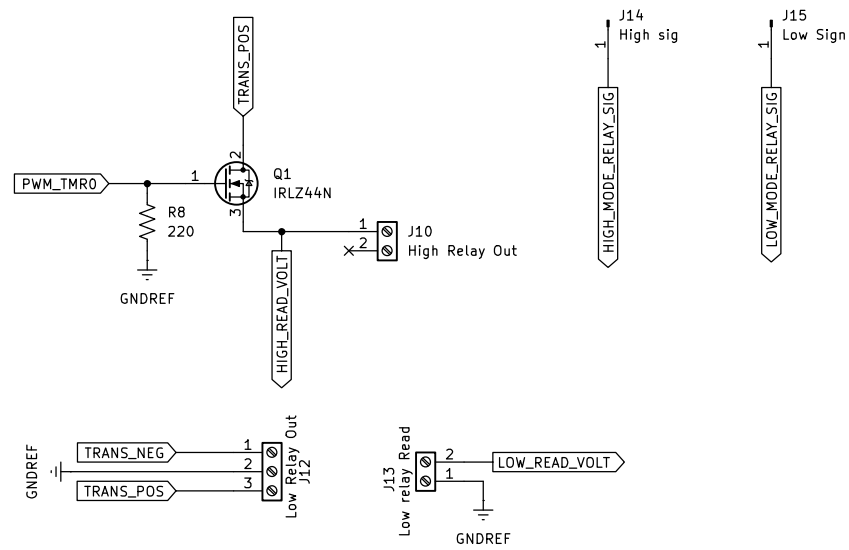 TRANS_POS
J14
High sig
1
HIGH_MODE_RELAY_SIG
J15
Low Sign
1
LOW_MODE_RELAY_SIG
PWM_TMR0
1
2
3
Q1
IRLZ44N
R8
220
GNDREF
1
2
J10
High Relay Out
HIGH_READ_VOLT
GNDREF
TRANS_NEG
TRANS_POS
1
2
3
J12
Low Relay Out
J13
Low relay Read
2
1
LOW_READ_VOLT
GNDREF